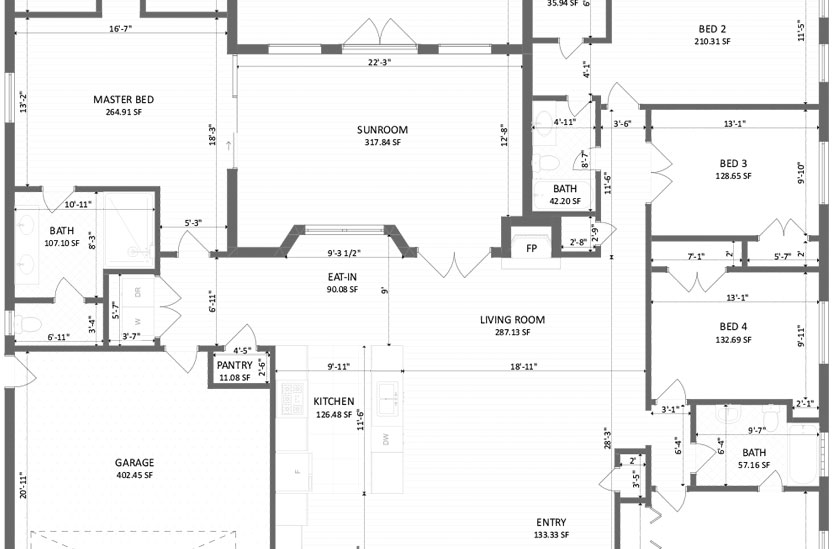 35.94 SF
6'
BED 2
210.31 SF
11'-5"
16'-7"
22'-3"
4'-1"
MASTER BED
264.91 SF
13'-2"
18'-3"
SUNROOM
317.84 SF
12'-8"
4'-11"
3'-6"
13'-1"
8'-7"
11'-6"
BED 3
128.65 SF
9'-10"
BATH
42.20 SF
10'-11"
BATH
107.10 SF
8'-3"
5'-3"
9'-3 1/2"
FP
2'-8"
2'-9"
7'-1"
2'
5'-7"
2'
EAT-IN
90.08 SF
9'
DR
W
5'-7"
6'-11"
3'-4"
6'-11"
3'-7"
13'-1"
LIVING ROOM
287.13 SF
BED 4
132.69 SF
9'-11"
4'-5"
PANTRY
11.08 SF
2'-6"
9'-11"
18'-11"
KITCHEN
126.48 SF
11'-6"
DW
F
3'-1"
2'-1"
6'-4"
6'-4"
9'-7"
BATH
57.16 SF
28'-3"
2'
3'-5"
GARAGE
402.45 SF
20'-11"
ENTRY
133.33 SF